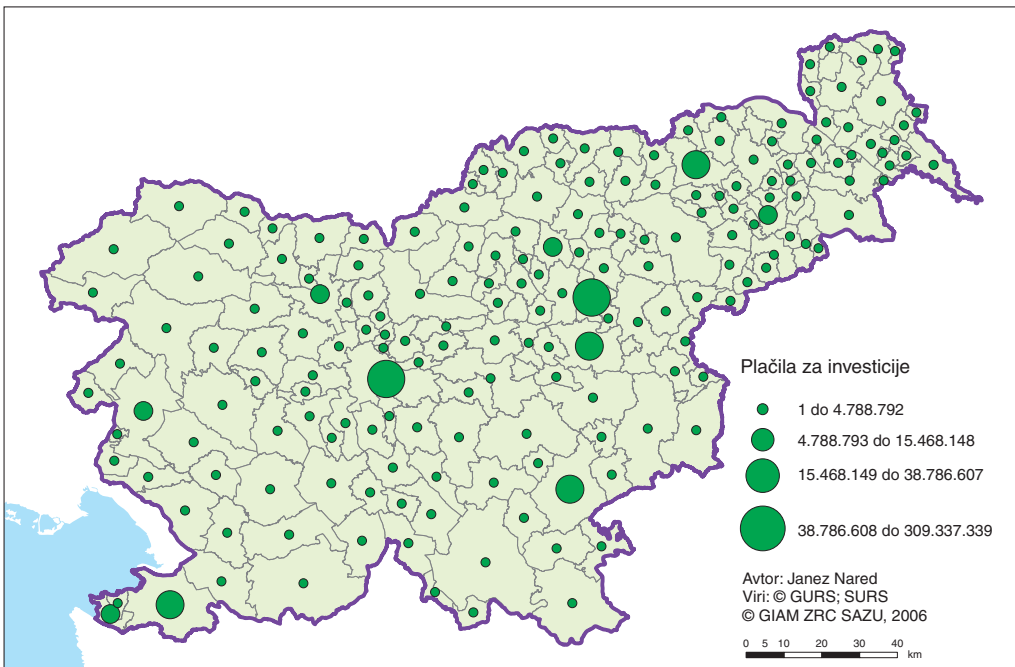 Plačila za investicije
1 do 4.788.792
4.788.793 do 15.468.148
15.468.149 do 38.786.607
38.786.608 do 309.337.339
Avtor: Janez Nared
Viri: © GURS; SURS
© GIAM ZRC SAZU, 2006
0 5 10 20 30 40
km